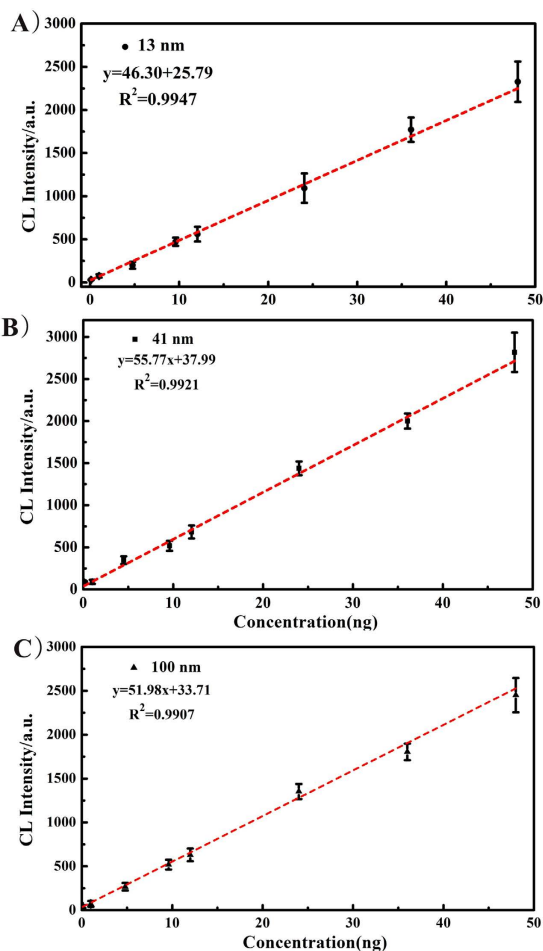 A)
3000
2500
2000
1500
1000
500
0
CL Intensity/a.u.
13 nm
y=46.30+25.79
R²=0.9947
0 10 20 30 40 50
B)
3000
2500
2000
1500
1000
500
0
CL Intensity/a.u.
41 nm
y=55.77x+37.99
R²=0.9921
0 10 20 30 40 50
Concentration(ng)
C)
3000
2500
2000
1500
1000
500
0
CL Intensity/a.u.
100 nm
y=51.98x+33.71
R²=0.9907
0 10 20 30 40 50
Concentration(ng)